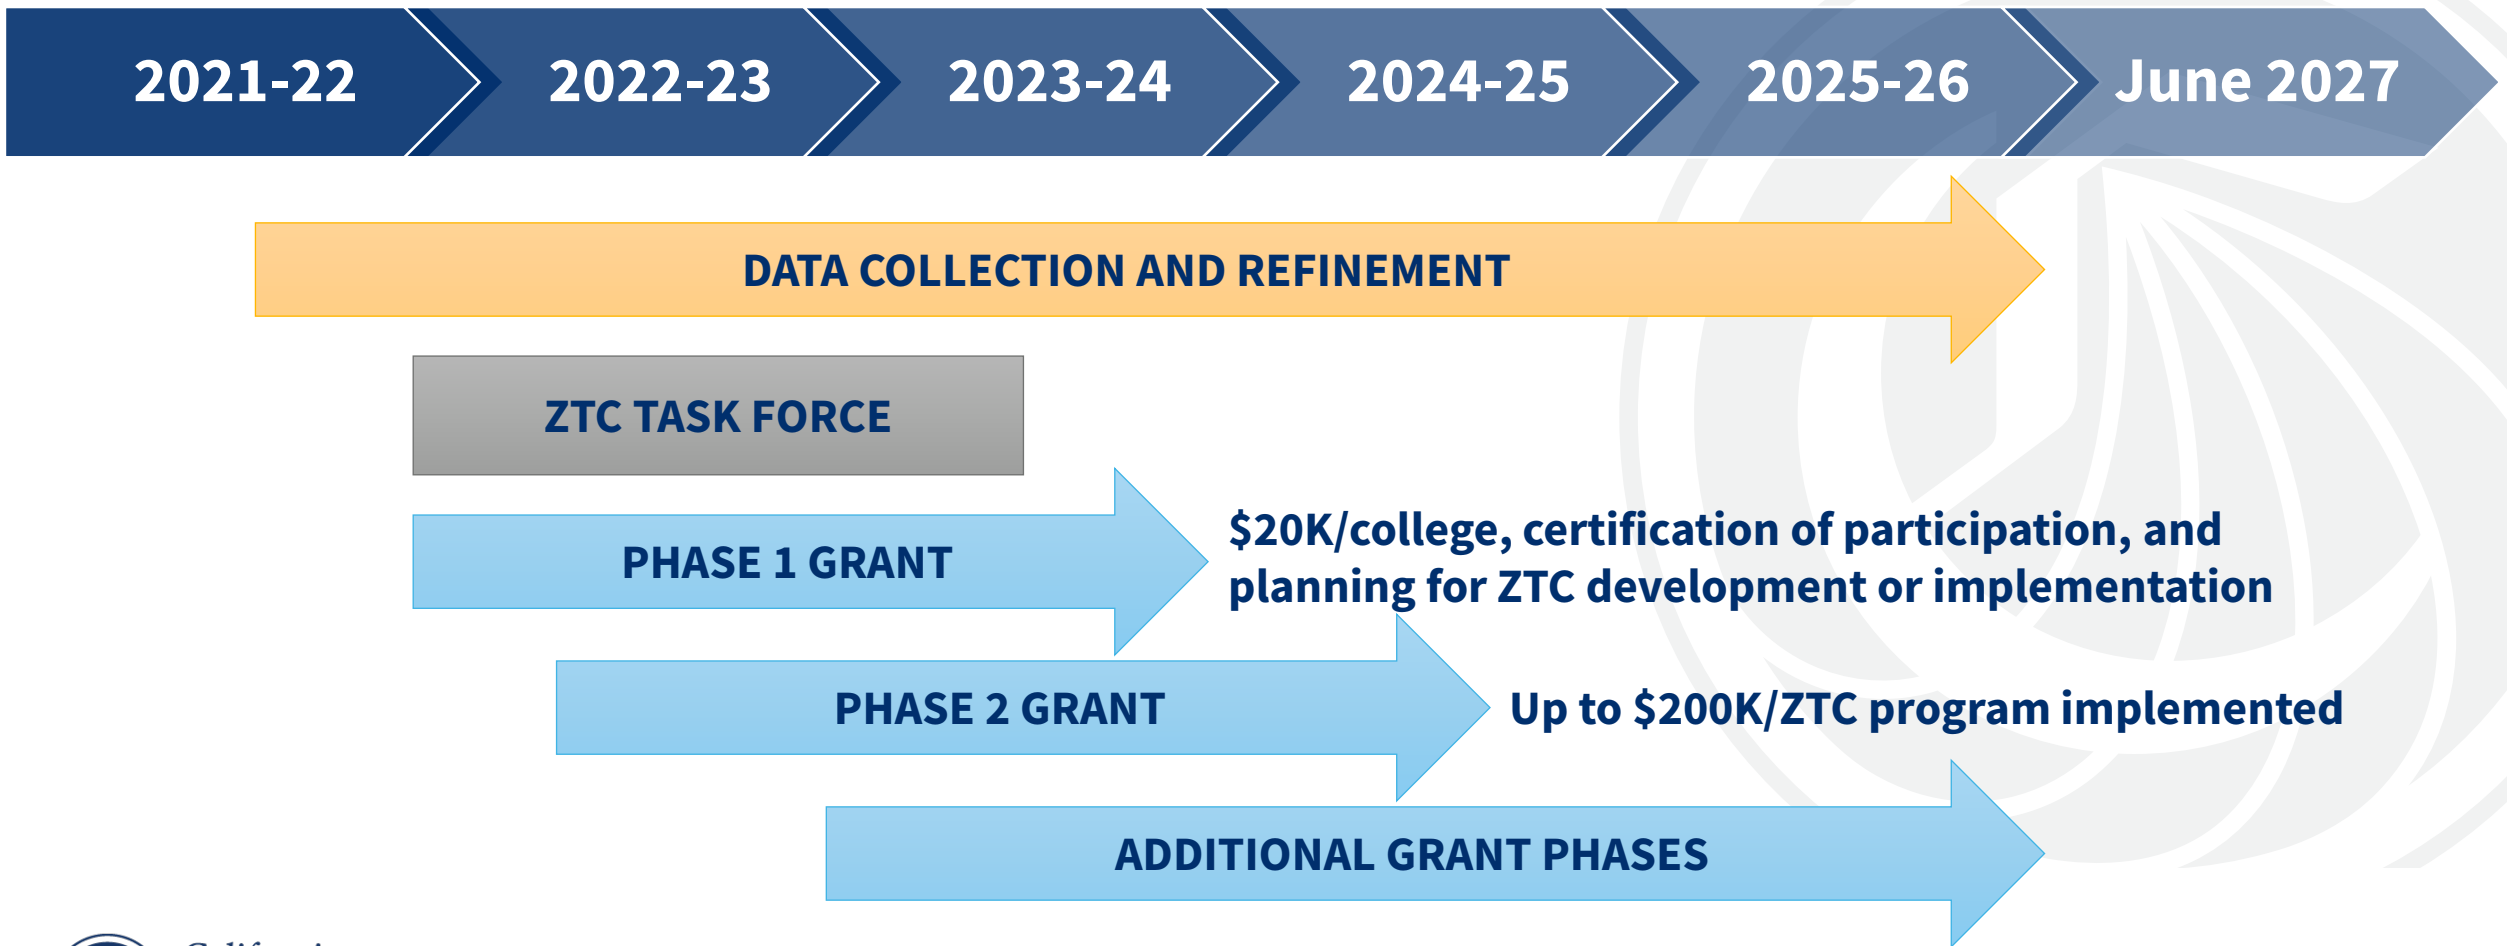 2021-22
2022-23
2023-24
2024-25
2025-26
June 2027
DATA COLLECTION AND REFINEMENT
ZTC TASK FORCE
PHASE 1 GRANT
$20K/college, certification of participation, and
planning for ZTC development or implementation
PHASE 2 GRANT
Up to $200K/ZTC program implemented
ADDITIONAL GRANT PHASES